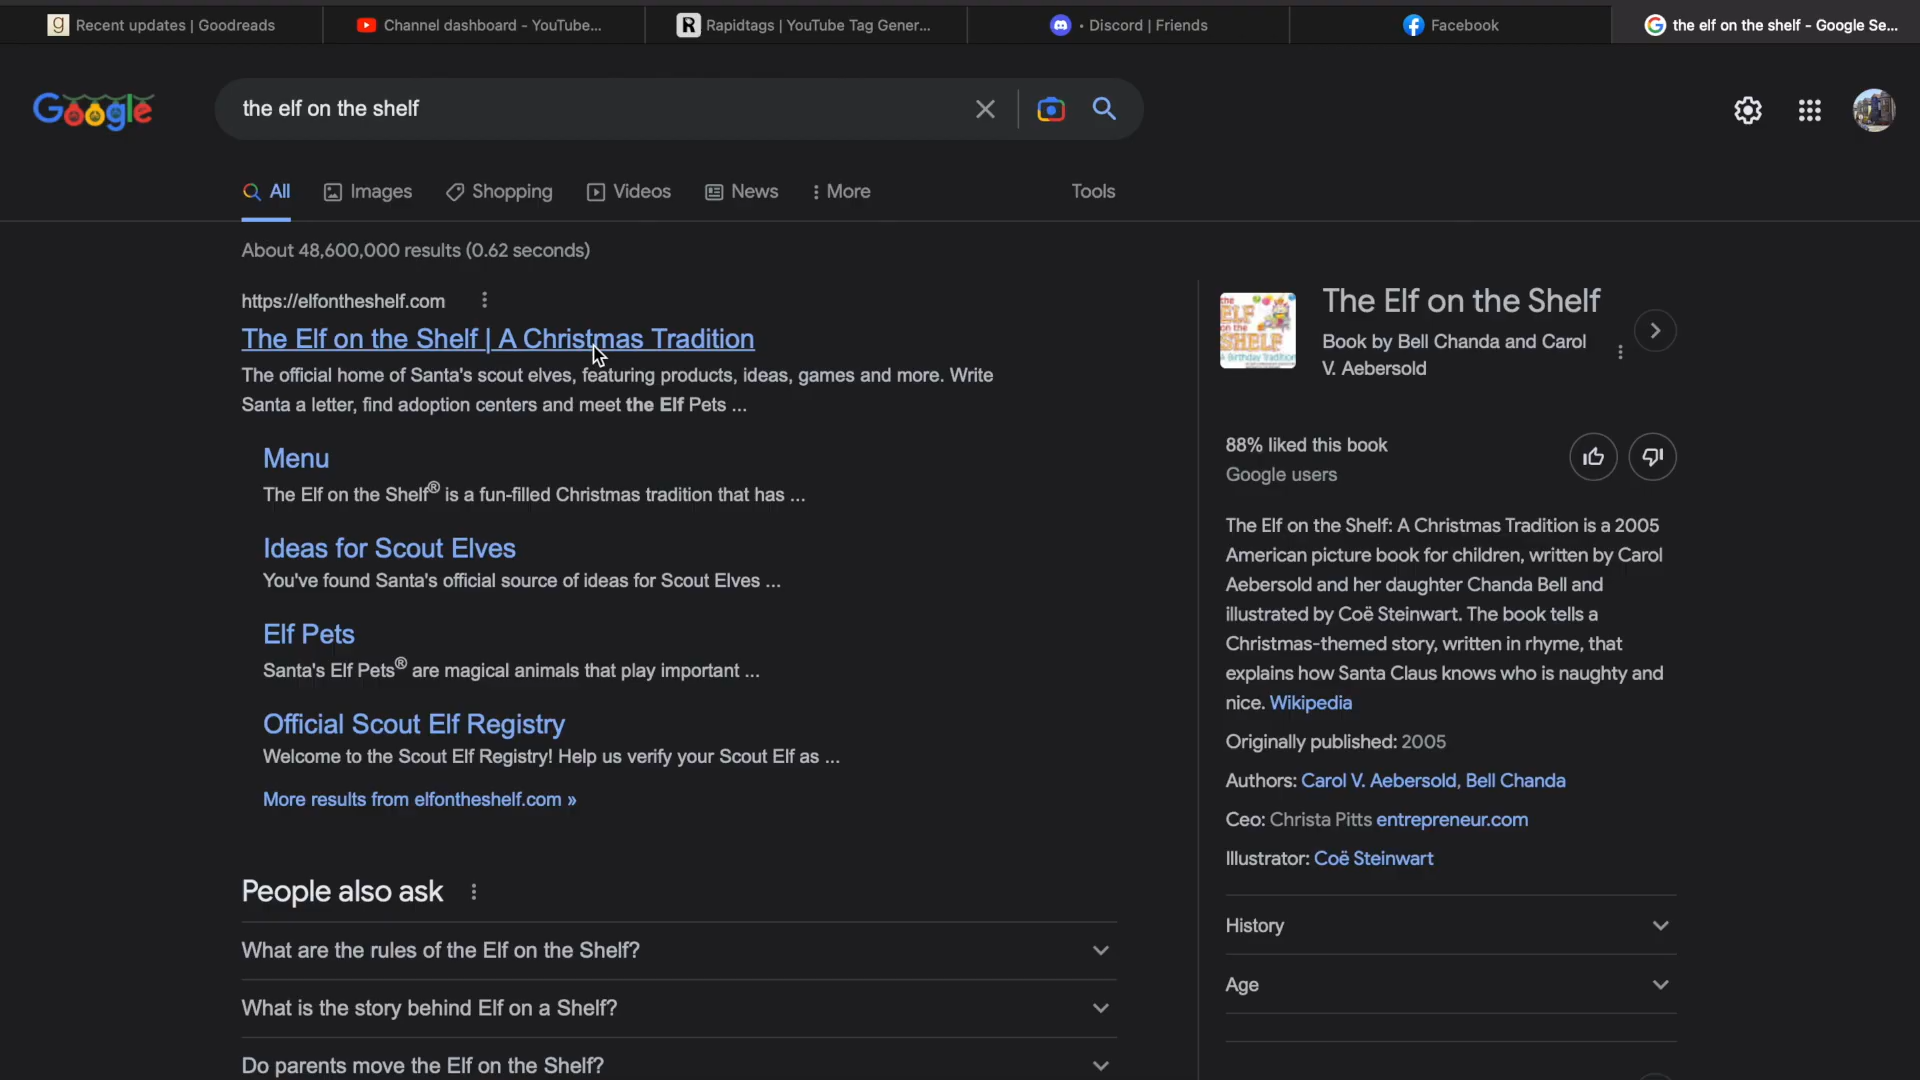 Recent updates | Goodreads
Channel dashboard - YouTube...
Rapidtags | YouTube Tag Gener...
• Discord | Friends
Facebook
the elf on the shelf - Google Se...
Google
the elf on the shelf
All
Images
Shopping
Videos
News
More
Tools
About 48,600,000 results (0.62 seconds)
https://elfontheshelf.com
The Elf on the Shelf | A Christmas Tradition
The official home of Santa's scout elves, featuring products, ideas, games and more. Write
Santa a letter, find adoption centers and meet the Elf Pets ...
Menu
The Elf on the Shelf® is a fun-filled Christmas tradition that has ...
Ideas for Scout Elves
You've found Santa's official source of ideas for Scout Elves ...
Elf Pets
Santa's Elf Pets® are magical animals that play important ...
Official Scout Elf Registry
Welcome to the Scout Elf Registry! Help us verify your Scout Elf as ...
More results from elfontheshelf.com »
People also ask
What are the rules of the Elf on the Shelf?
What is the story behind Elf on a Shelf?
Do parents move the Elf on the Shelf?
the
ELF
on the
SHELF
A Birthday Tradition
The Elf on the Shelf
Book by Bell Chanda and Carol
V. Aebersold
88% liked this book
Google users
The Elf on the Shelf: A Christmas Tradition is a 2005
American picture book for children, written by Carol
Aebersold and her daughter Chanda Bell and
illustrated by Coë Steinwart. The book tells a
Christmas-themed story, written in rhyme, that
explains how Santa Claus knows who is naughty and
nice. Wikipedia
Originally published: 2005
Authors: Carol V. Aebersold, Bell Chanda
Ceo: Christa Pitts entrepreneur.com
Illustrator: Coë Steinwart
History
Age